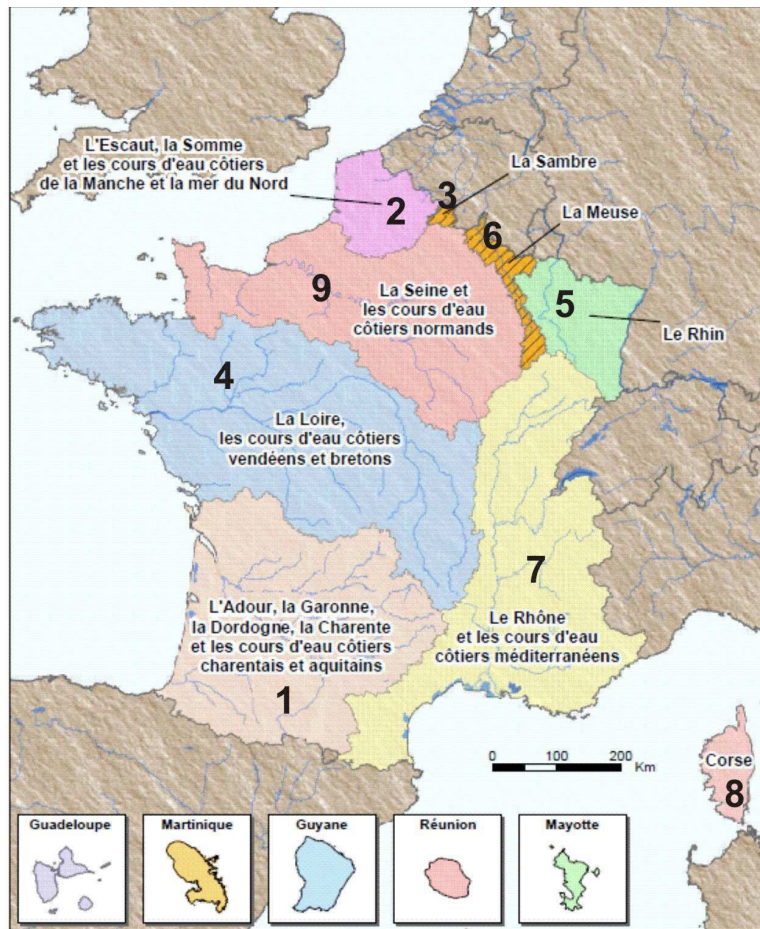 L'Escaut, la Somme
et les cours d'eau côtiers
de la Manche et la mer du Nord
2
3
La Sambre
6
La Meuse
9
La Seine et
les cours d'eau
côtiers normands
5
Le Rhin
4
La Loire,
les cours d'eau côtiers
vendéens et bretons
7
Le Rhône
et les cours d'eau
côtiers méditerranéens
L'Adour, la Garonne,
la Dordogne, la Charente
et les cours d'eau côtiers
charentais et aquitains
1
0 100 200
Km
Corse
8
Guadeloupe
Martinique
Guyane
Réunion
Mayotte